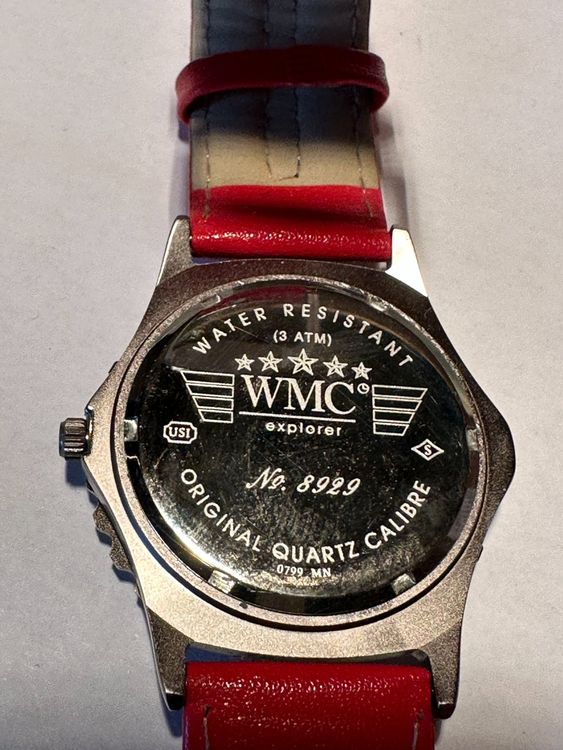 WATER RESISTANT
(3 ATM)
WMC
explorer
USI
S
No. 8929
ORIGINAL QUARTZ CALIBRE
0799 MN